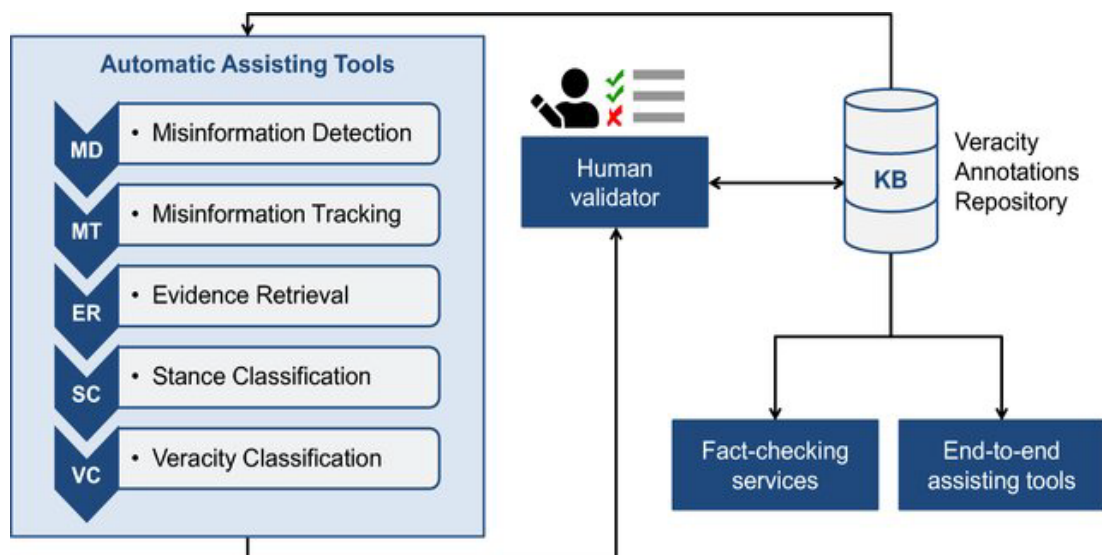 Automatic Assisting Tools
MD
• Misinformation Detection
MT
• Misinformation Tracking
ER
• Evidence Retrieval
SC
• Stance Classification
VC
• Veracity Classification
Human
validator
KB
Veracity
Annotations
Repository
Fact-checking
services
End-to-end
assisting tools